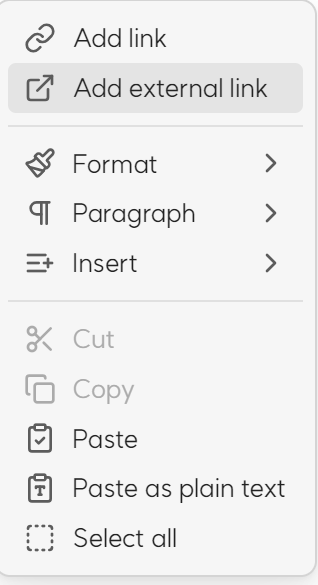 Add link
Add external link
Format
Paragraph
Insert
Cut
Copy
Paste
Paste as plain text
Select all